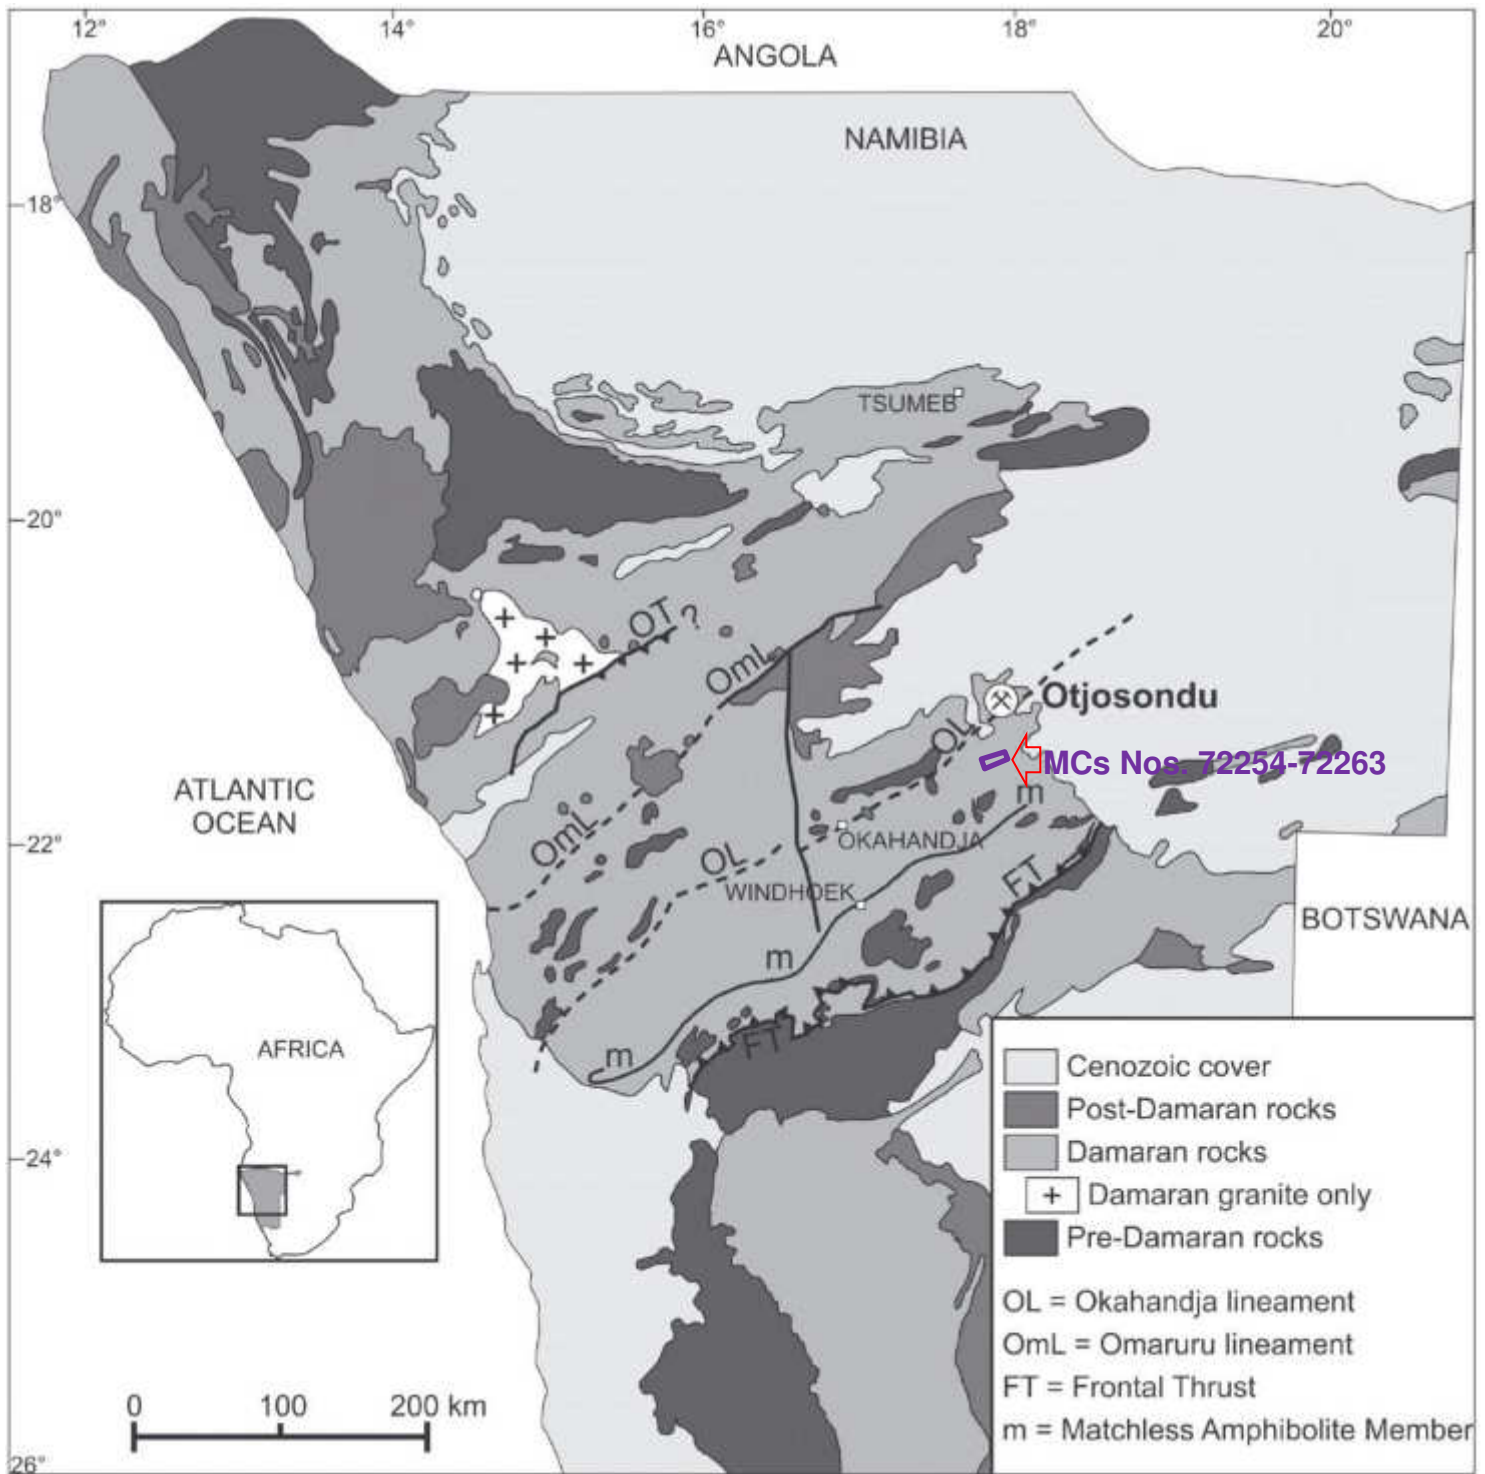 12°
14°
16°
18°
20°
ANGOLA
NAMIBIA
18°
TSUMEB
20°
OT ?
OmL
Otjosondu
OL
MCs Nos. 72254-72263
m
ATLANTIC
OCEAN
OmL
22°
OL
OKAHANDJA
WINDHOEK
FT
BOTSWANA
m
AFRICA
m
FT
24°
Cenozoic cover
Post-Damaran rocks
Damaran rocks
+ Damaran granite only
Pre-Damaran rocks
OL = Okahandja lineament
OmL = Omaruru lineament
FT = Frontal Thrust
m = Matchless Amphibolite Member
0 100 200 km
26°